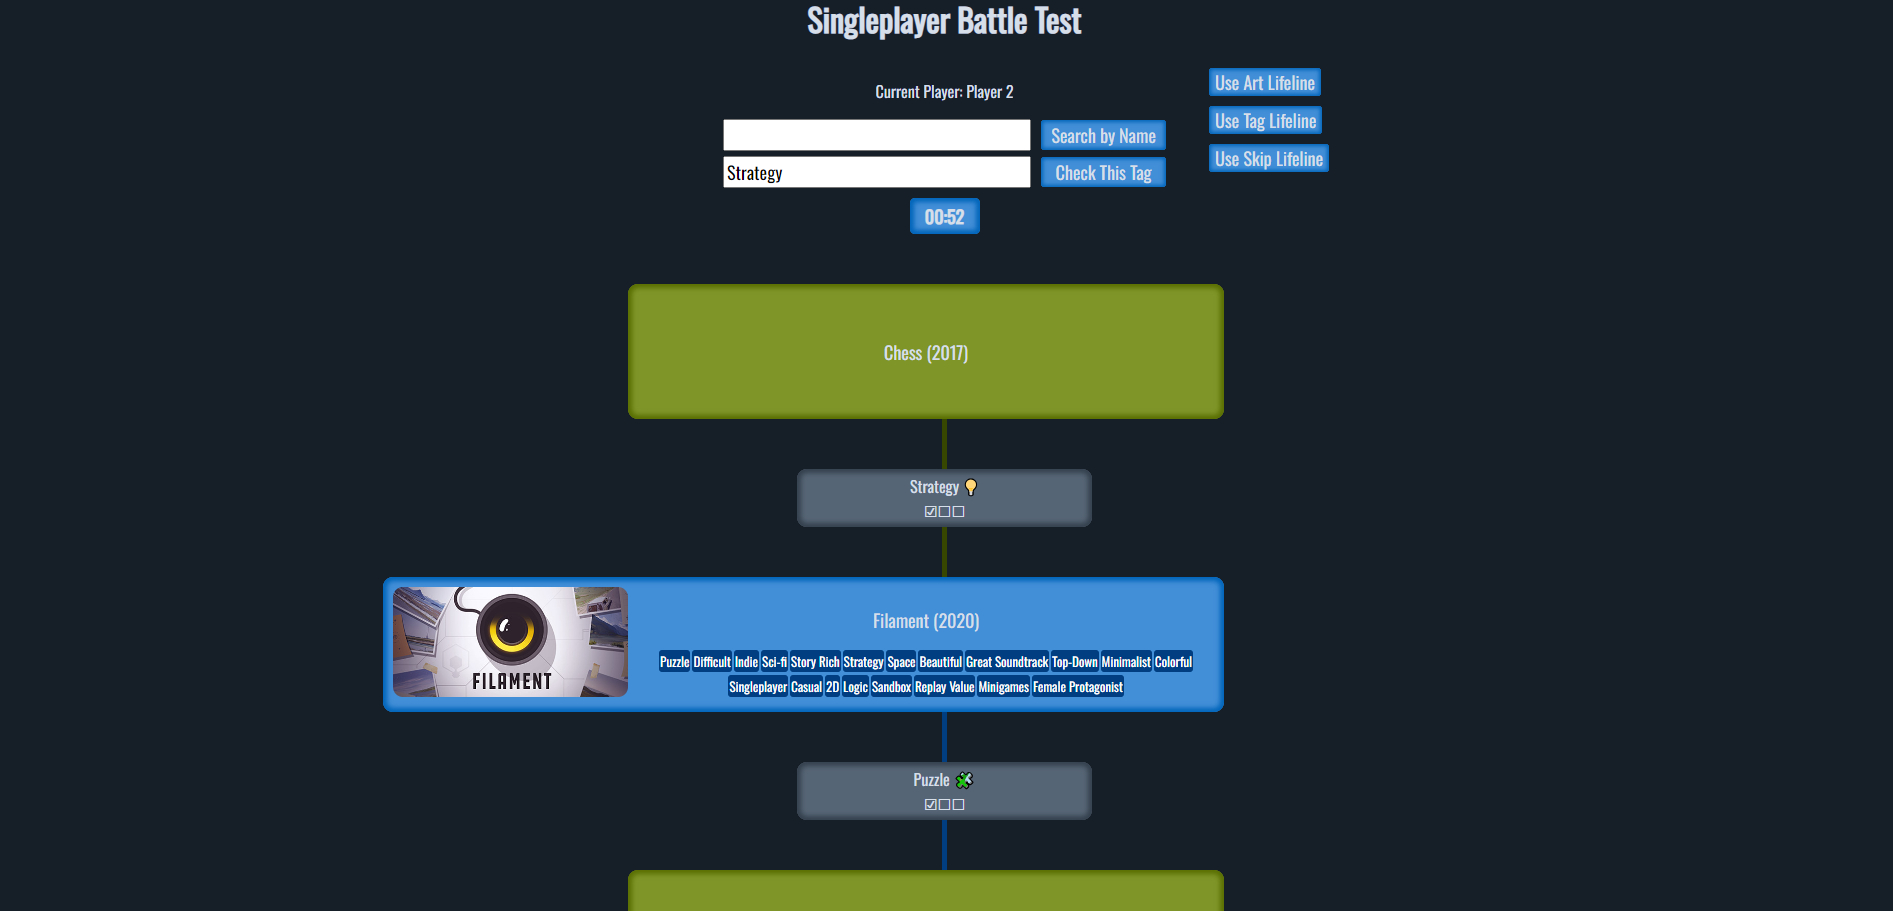 Singleplayer Battle Test
Current Player: Player 2
Use Art Lifeline
Search by Name
Use Tag Lifeline
Strategy
Check This Tag
Use Skip Lifeline
00:52
Chess (2017)
Strategy
Filament (2020)
Puzzle Difficult Indie Sci-fi Story Rich Strategy Space Beautiful Great Soundtrack Top-Down Minimalist Colorful
Singleplayer Casual 2D Logic Sandbox Replay Value Minigames Female Protagonist
FILAMENT
Puzzle